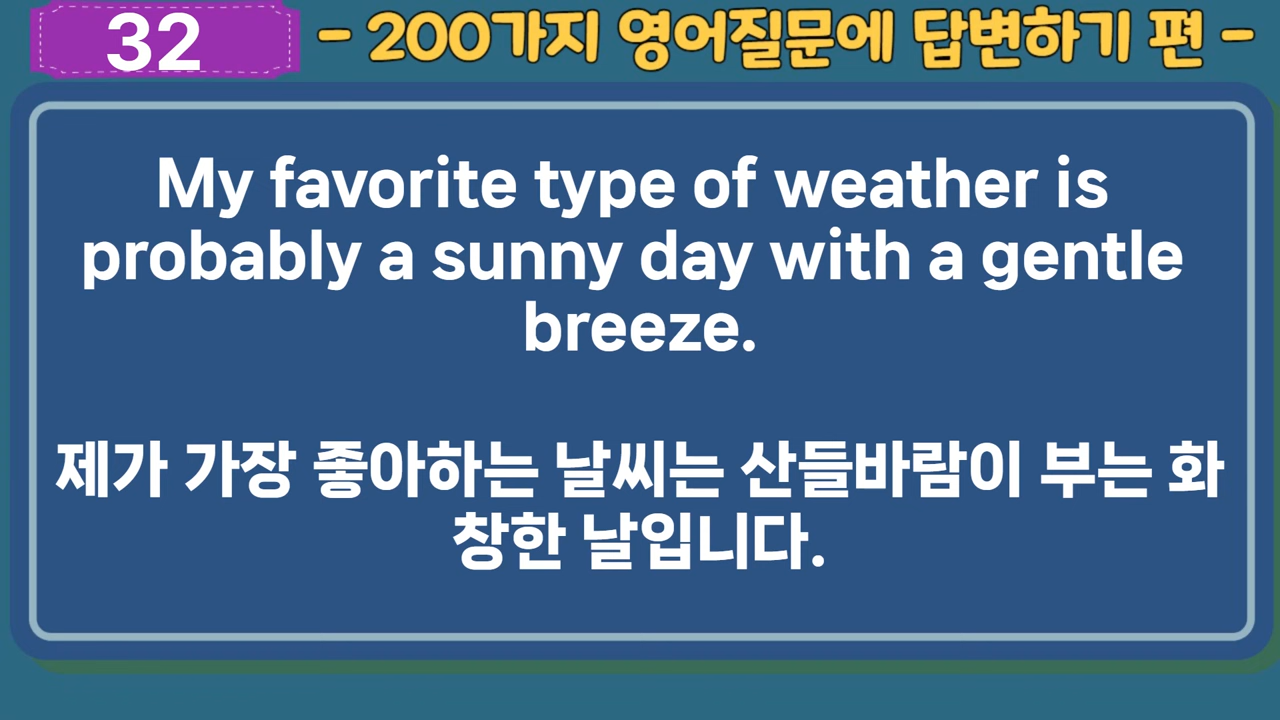 32
- 200가지 영어질문에 답변하기 편 -
My favorite type of weather is
probably a sunny day with a gentle
breeze.
제가 가장 좋아하는 날씨는 산들바람이 부는 화
창한 날입니다.